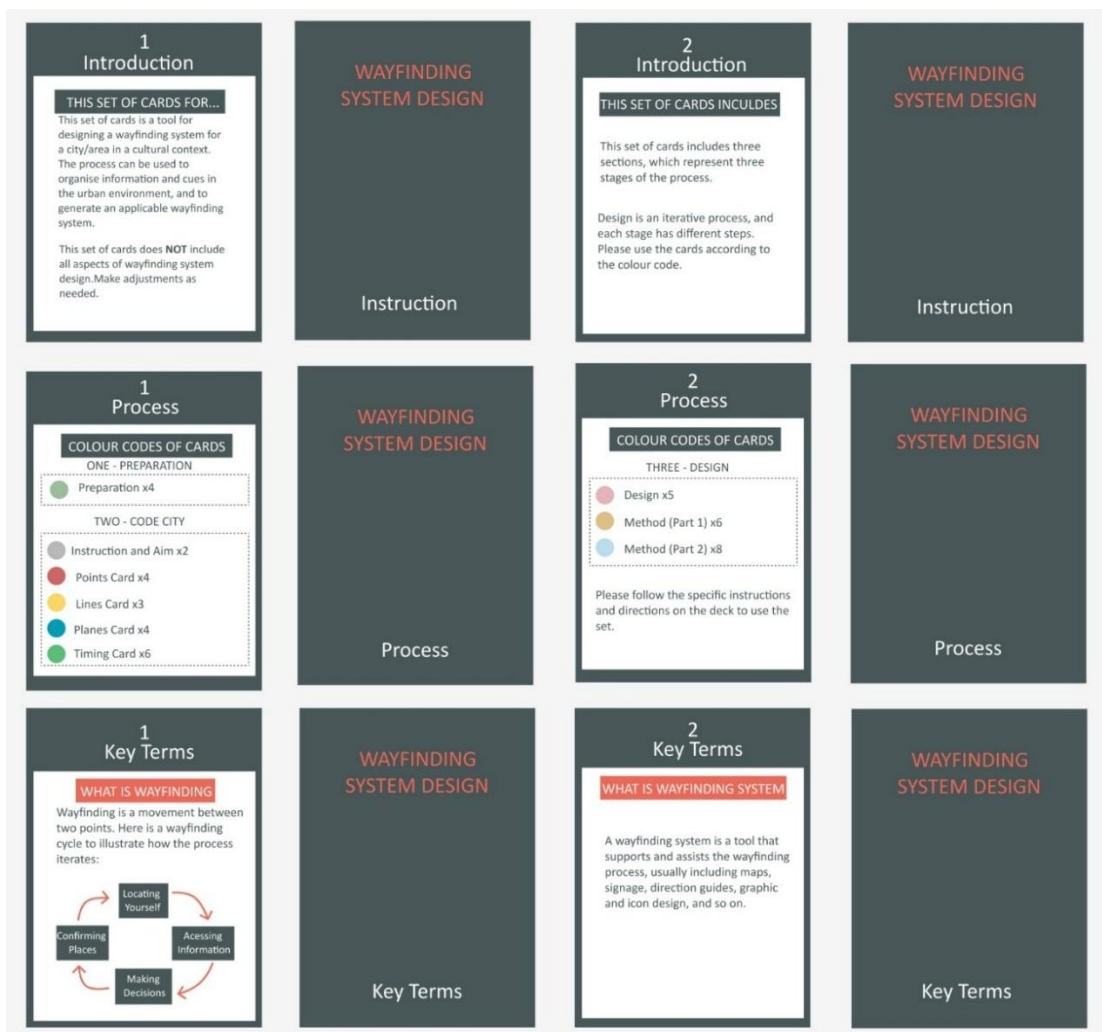 1
Introduction
THIS SET OF CARDS FOR...
This set of cards is a tool for
designing a wayfinding system for
a city/area in a cultural context.
The process can be used to
organise information and cues in
the urban environment, and to
generate an applicable wayfinding
system.
This set of cards does NOT include
all aspects of wayfinding system
design.Make adjustments as
needed.
WAYFINDING
SYSTEM DESIGN
Instruction
2
Introduction
THIS SET OF CARDS INCULDES
This set of cards includes three
sections, which represent three
stages of the process.
Design is an iterative process, and
each stage has different steps.
Please use the cards according to
the colour code.
WAYFINDING
SYSTEM DESIGN
Instruction
1
Process
COLOUR CODES OF CARDS
ONE - PREPARATION
Preparation x4
TWO - CODE CITY
Instruction and Aim x2
Points Card x4
Lines Card x3
Planes Card x4
Timing Card x6
WAYFINDING
SYSTEM DESIGN
Process
2
Process
COLOUR CODES OF CARDS
THREE - DESIGN
Design x5
Method (Part 1) x6
Method (Part 2) x8
Please follow the specific instructions
and directions on the deck to use the
set.
WAYFINDING
SYSTEM DESIGN
Process
1
Key Terms
WHAT IS WAYFINDING
Wayfinding is a movement between
two points. Here is a wayfinding
cycle to illustrate how the process
iterates:
Locating
Yourself
Acessing
Information
Making
Decisions
Confirming
Places
WAYFINDING
SYSTEM DESIGN
Key Terms
2
Key Terms
WHAT IS WAYFINDING SYSTEM
A wayfinding system is a tool that
supports and assists the wayfinding
process, usually including maps,
signage, direction guides, graphic
and icon design, and so on.
WAYFINDING
SYSTEM DESIGN
Key Terms